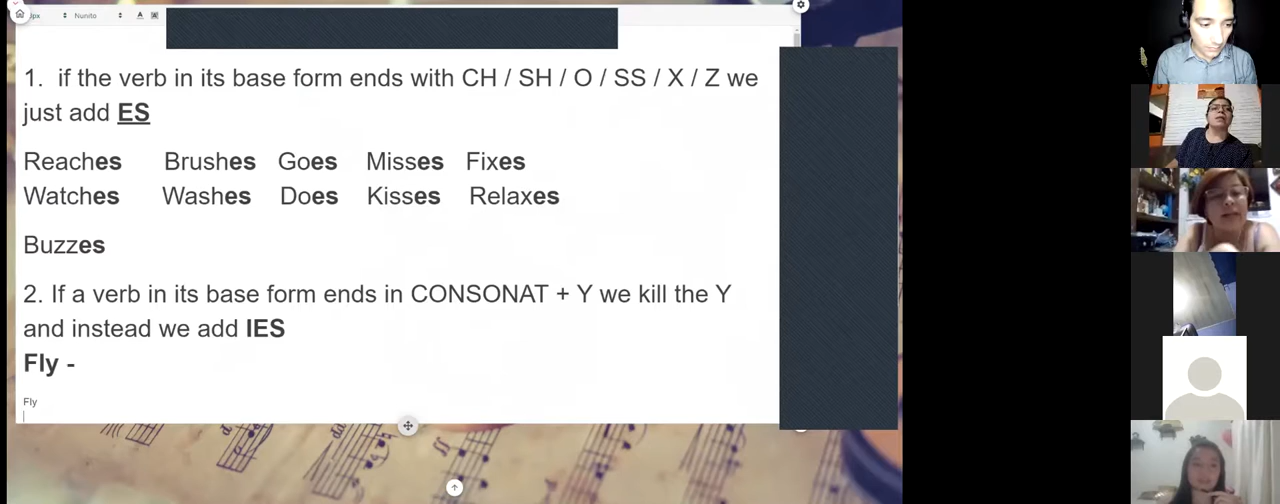 px Nunito A A
1. if the verb in its base form ends with CH / SH / O / SS / X / Z we
just add ES
Reaches Brushes Goes Misses Fixes
Watches Washes Does Kisses Relaxes
Buzzes
2. If a verb in its base form ends in CONSONAT + Y we kill the Y
and instead we add IES
Fly -
Fly